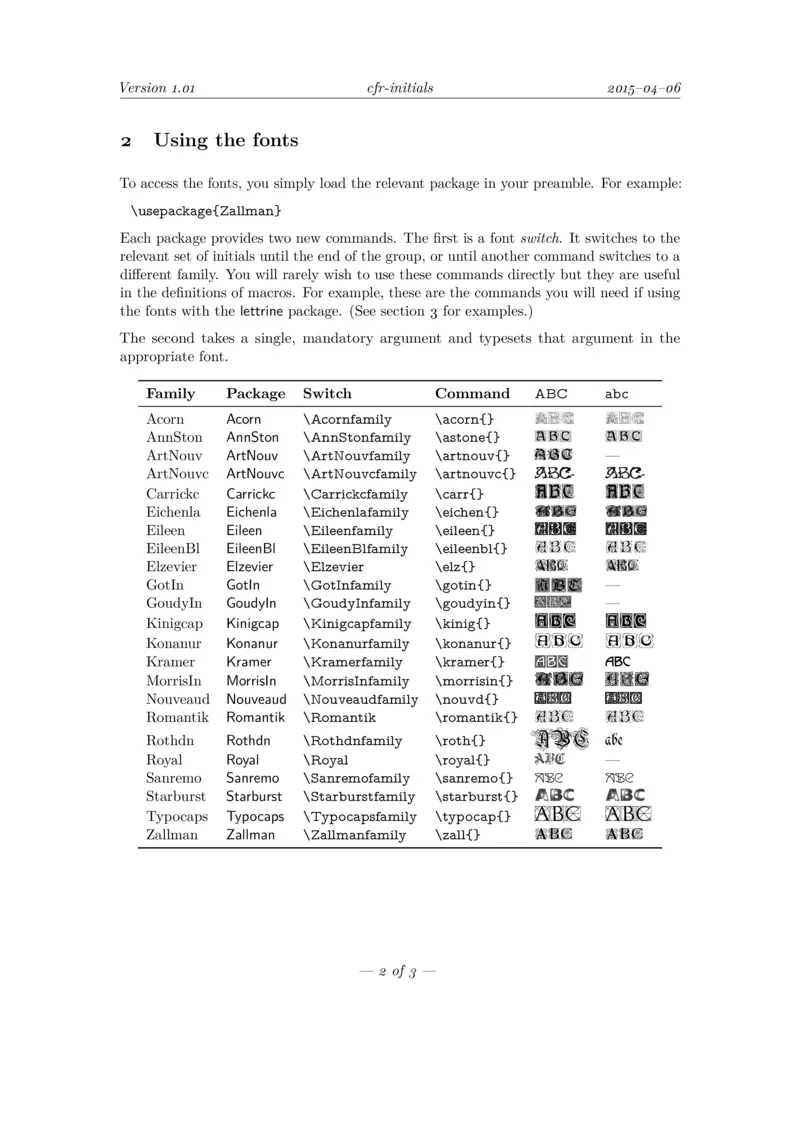 Version 1.01 cfr-initials 2015–04–06
2 Using the fonts
To access the fonts, you simply load the relevant package in your preamble. For example:
\usepackage{Zallman}
Each package provides two new commands. The first is a font switch. It switches to the
relevant set of initials until the end of the group, or until another command switches to a
different family. You will rarely wish to use these commands directly but they are useful
in the definitions of macros. For example, these are the commands you will need if using
the fonts with the lettrine package. (See section 3 for examples.)
The second takes a single, mandatory argument and typesets that argument in the
appropriate font.
Family Package Switch Command ABC abc
Acorn Acorn \Acornfamily \acorn{} ABC ABC
AnnSton AnnSton \AnnStonfamily \astone{} ABC ABC
ArtNouv ArtNouv \ArtNouvfamily \artnouv{} ABC —
ArtNouvc ArtNouvc \ArtNouvcfamily \artnouvc{} ABC ABC
Carrickc Carrickc \Carrickcfamily \carr{} ABC ABC
Eichenla Eichenla \Eichenlafamily \eichen{} ABC ABC
Eileen Eileen \Eileenfamily \eileen{} ABC ABC
EileenBl EileenBl \EileenBlfamily \eileenbl{} ABC ABC
Elzevier Elzevier \Elzevier \elz{} ABC ABC
GotIn GotIn \GotInfamily \gotin{} ABC —
GoudyIn GoudyIn \GoudyInfamily \goudyin{} ABC —
Kinigcap Kinigcap \Kinigcapfamily \kinig{} ABC ABC
Konanur Konanur \Konanurfamily \konanur{} ABC ABC
Kramer Kramer \Kramerfamily \kramer{} ABC ABC
MorrisIn MorrisIn \MorrisInfamily \morrisin{} ABC ABC
Nouveaud Nouveaud \Nouveaudfamily \nouvd{} ABC ABC
Romantik Romantik \Romantik \romantik{} ABC ABC
Rothdn Rothdn \Rothdnfamily \roth{} ABC abc
Royal Royal \Royal \royal{} ABC —
Sanremo Sanremo \Sanremofamily \sanremo{} ABC ABC
Starburst Starburst \Starburstfamily \starburst{} ABC ABC
Typocaps Typocaps \Typocapsfamily \typocap{} ABC ABC
Zallman Zallman \Zallmanfamily \zall{} ABC ABC
— 2 of 3 —